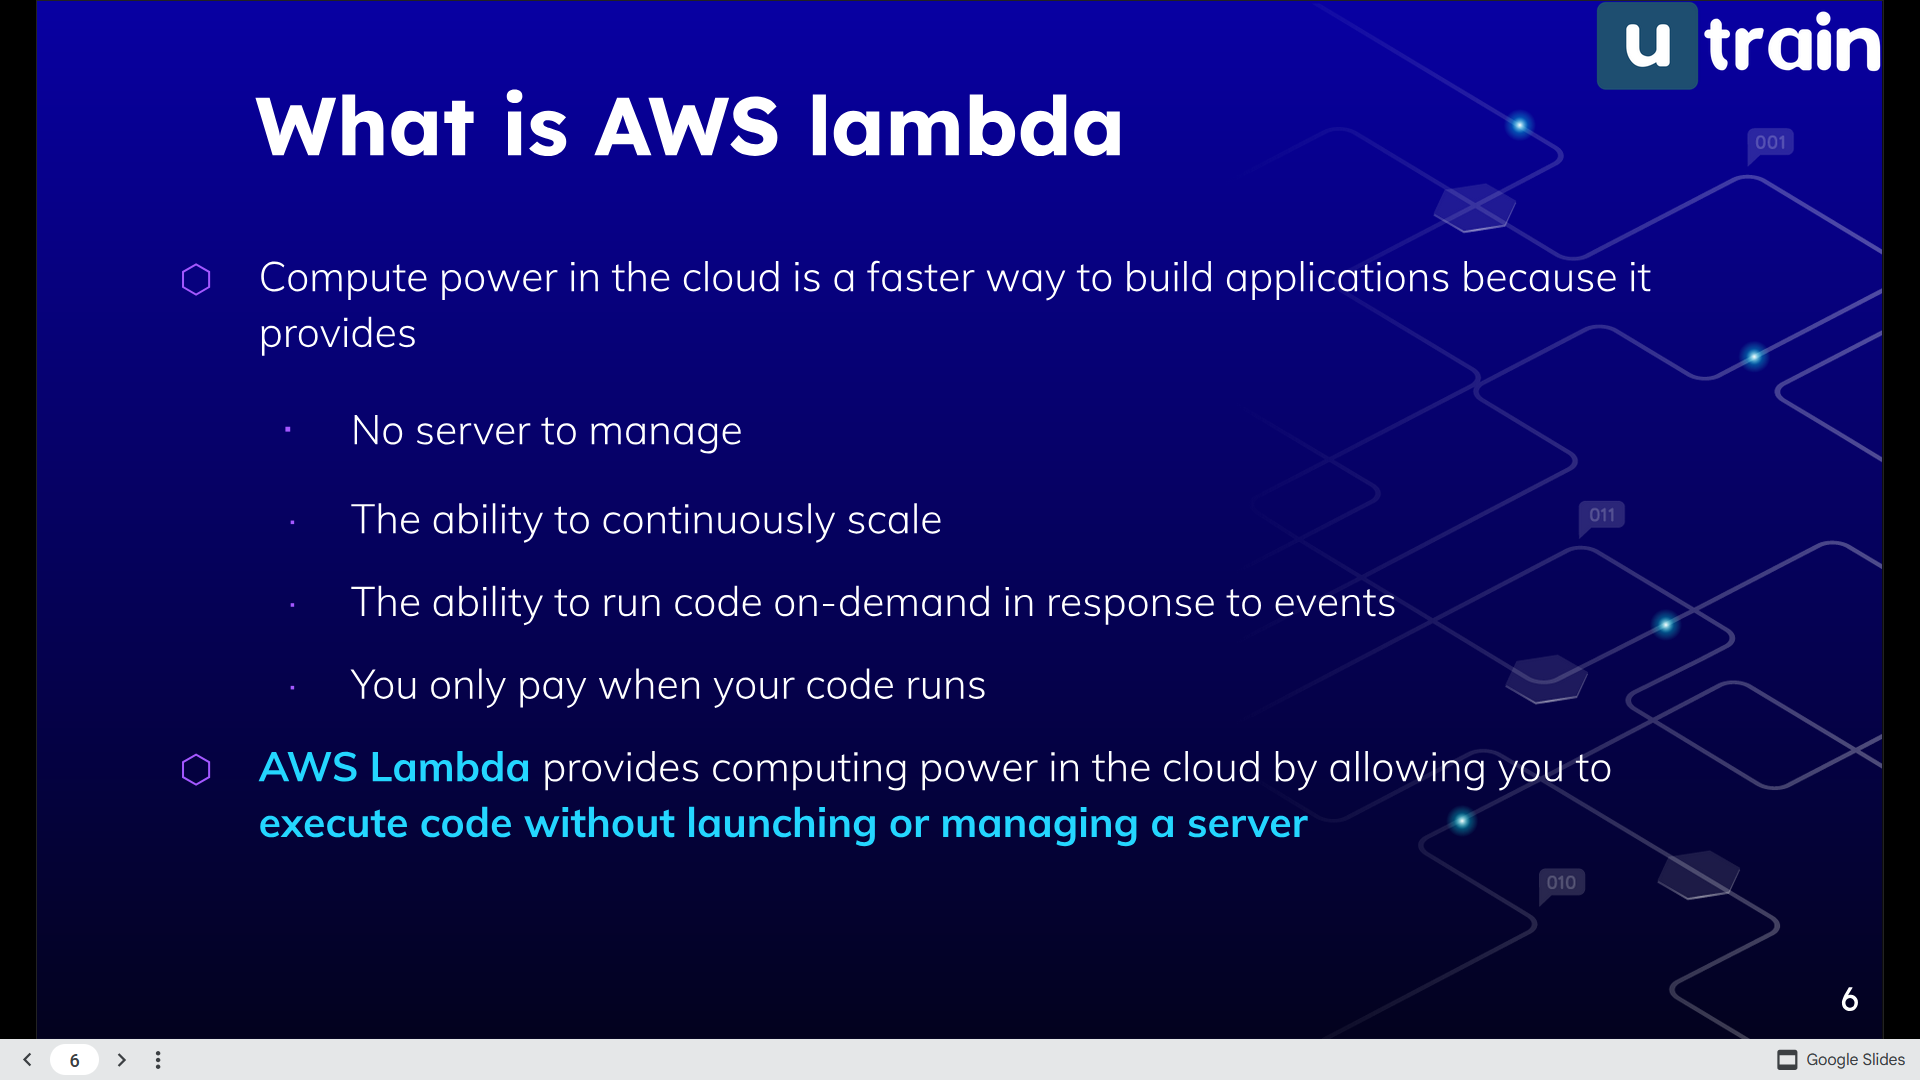 u train
What is AWS lambda
001
Compute power in the cloud is a faster way to build applications because it
provides
No server to manage
The ability to continuously scale
011
The ability to run code on-demand in response to events
You only pay when your code runs
AWS Lambda provides computing power in the cloud by allowing you to
execute code without launching or managing a server
010
6
6
Google Slides